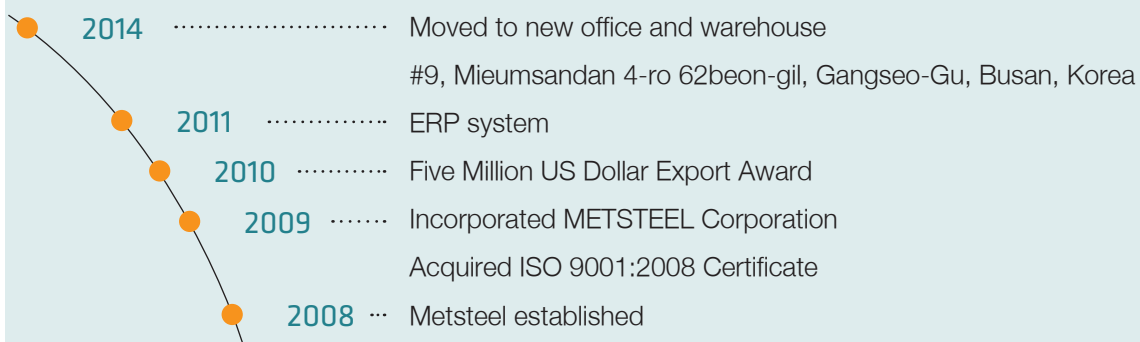 2014 Moved to new office and warehouse
#9, Mieumsandan 4-ro 62beon-gil, Gangseo-Gu, Busan, Korea
2011 ERP system
2010 Five Million US Dollar Export Award
2009 Incorporated METSTEEL Corporation
Acquired ISO 9001:2008 Certificate
2008 Metsteel established